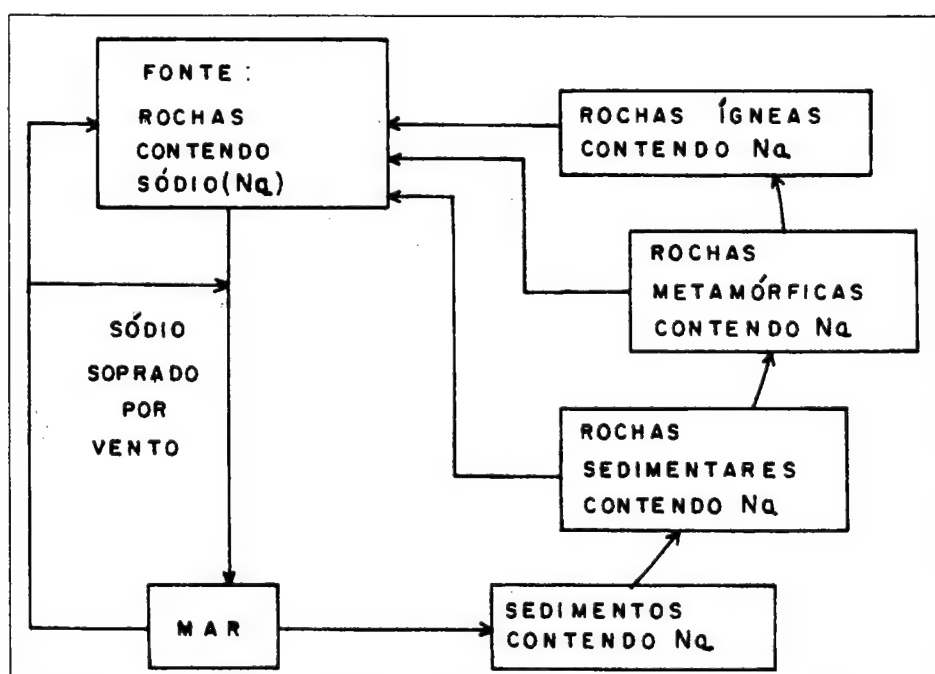 FONTE:
ROCHAS
CONTENDO
SÓDIO(Na)
ROCHAS ÍGNEAS
CONTENDO Na
ROCHAS
METAMÓRFICAS
CONTENDO Na
SÓDIO
SOPRADO
POR
VENTO
ROCHAS
SEDIMENTARES
CONTENDO Na
MAR
SEDIMENTOS
CONTENDO Na